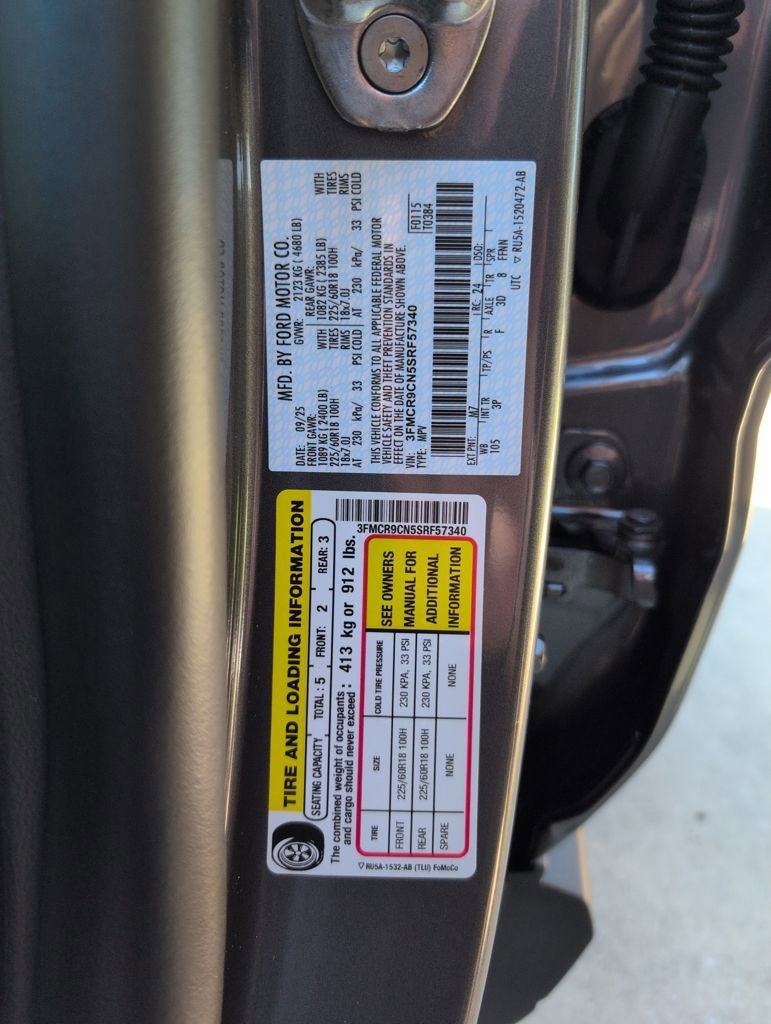 MFD. BY FORD MOTOR CO.
DATE: 09/25 GVWR: 2123 KG ( 4680 LB)
FRONT GAWR: REAR GAWR: WITH
1089 KG ( 2400 LB) 1082 KG ( 2385 LB) TIRES
225/60R18 100H 225/60R18 100H RIMS
18x7.0J 18x7.0J
AT 230 kPa/ 33 PSI COLD AT 230 kPa/ 33 PSI COLD
WITH
TIRES
RIMS
THIS VEHICLE CONFORMS TO ALL APPLICABLE FEDERAL MOTOR
VEHICLE SAFETY AND THEFT PREVENTION STANDARDS IN
EFFECT ON THE DATE OF MANUFACTURE SHOWN ABOVE.
VIN: 3FMCR9CN5SRF57340
TYPE: MPV
F0115
T0384
EXT PNT: M7 RC: 24 DSO:
WB INT TR TP/PS R AXLE TR SPR
105 3P F 3D 8 FFNN
UTC ▽ RU5A-1520472-AB
TIRE AND LOADING INFORMATION
SEATING CAPACITY TOTAL : 5 FRONT: 2 REAR: 3
The combined weight of occupants
and cargo should never exceed : 413 kg or 912 lbs.
3FMCR9CN5SRF57340
TIRE SIZE COLD TIRE PRESSURE
FRONT 225/60R18 100H 230 KPA, 33 PSI
REAR 225/60R18 100H 230 KPA, 33 PSI
SPARE NONE NONE
SEE OWNERS
MANUAL FOR
ADDITIONAL
INFORMATION
▽ RU5A-1532-AB (TLU) FoMoCo